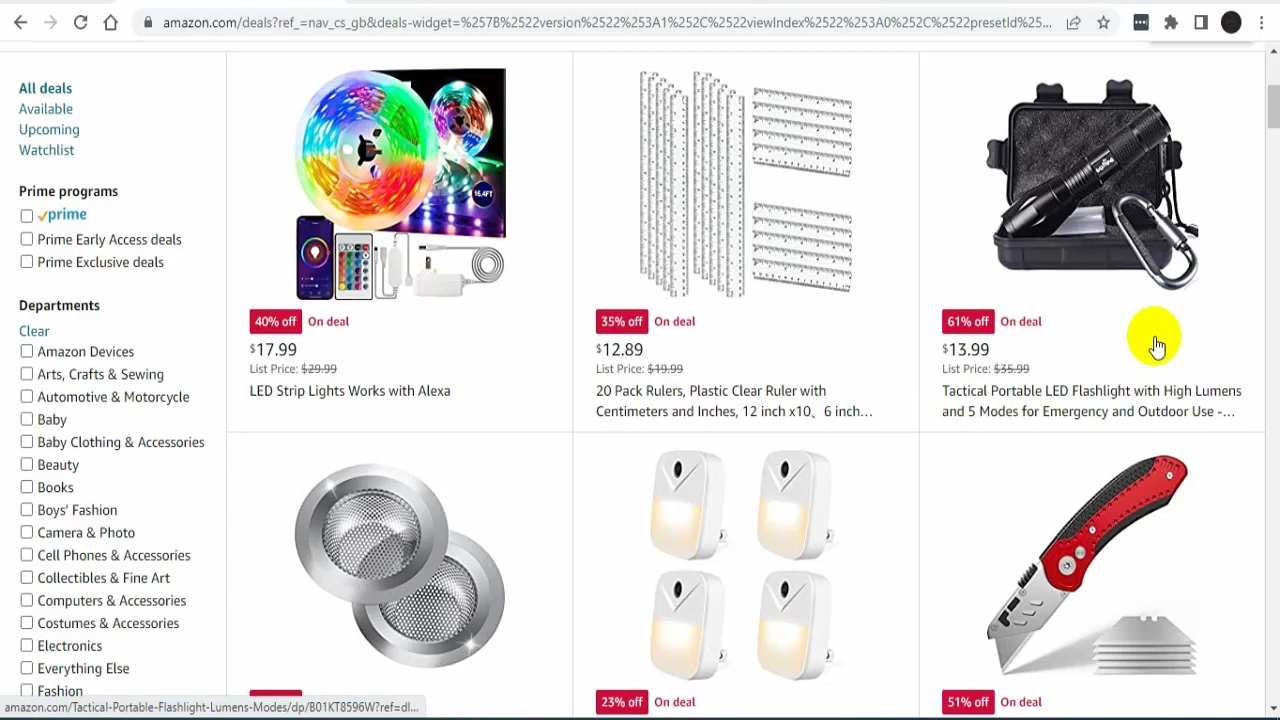 amazon.com/deals?ref_=nav_cs_gb&deals-widget=%257B%2522version%2522%253A1%252C%2522viewIndex%2522%253A0%252C%2522presetId%2522%...
All deals
Available
Upcoming
Watchlist
Prime programs
prime
Prime Early Access deals
Prime Exclusive deals
Departments
Clear
Amazon Devices
Arts, Crafts & Sewing
Automotive & Motorcycle
Baby
Baby Clothing & Accessories
Beauty
Books
Boys' Fashion
Camera & Photo
Cell Phones & Accessories
Collectibles & Fine Art
Computers & Accessories
Costumes & Accessories
Electronics
Everything Else
Fashion
16.4FT
40% off On deal
$17.99
List Price: $29.99
LED Strip Lights Works with Alexa
35% off On deal
$12.89
List Price: $19.99
20 Pack Rulers, Plastic Clear Ruler with
Centimeters and Inches, 12 inch x10、6 inch...
61% off On deal
$13.99
List Price: $35.99
Tactical Portable LED Flashlight with High Lumens
and 5 Modes for Emergency and Outdoor Use -...
23% off On deal
51% off On deal
amazon.com/Tactical-Portable-Flashlight-Lumens-Modes/dp/B01KT8596W?ref=dl...